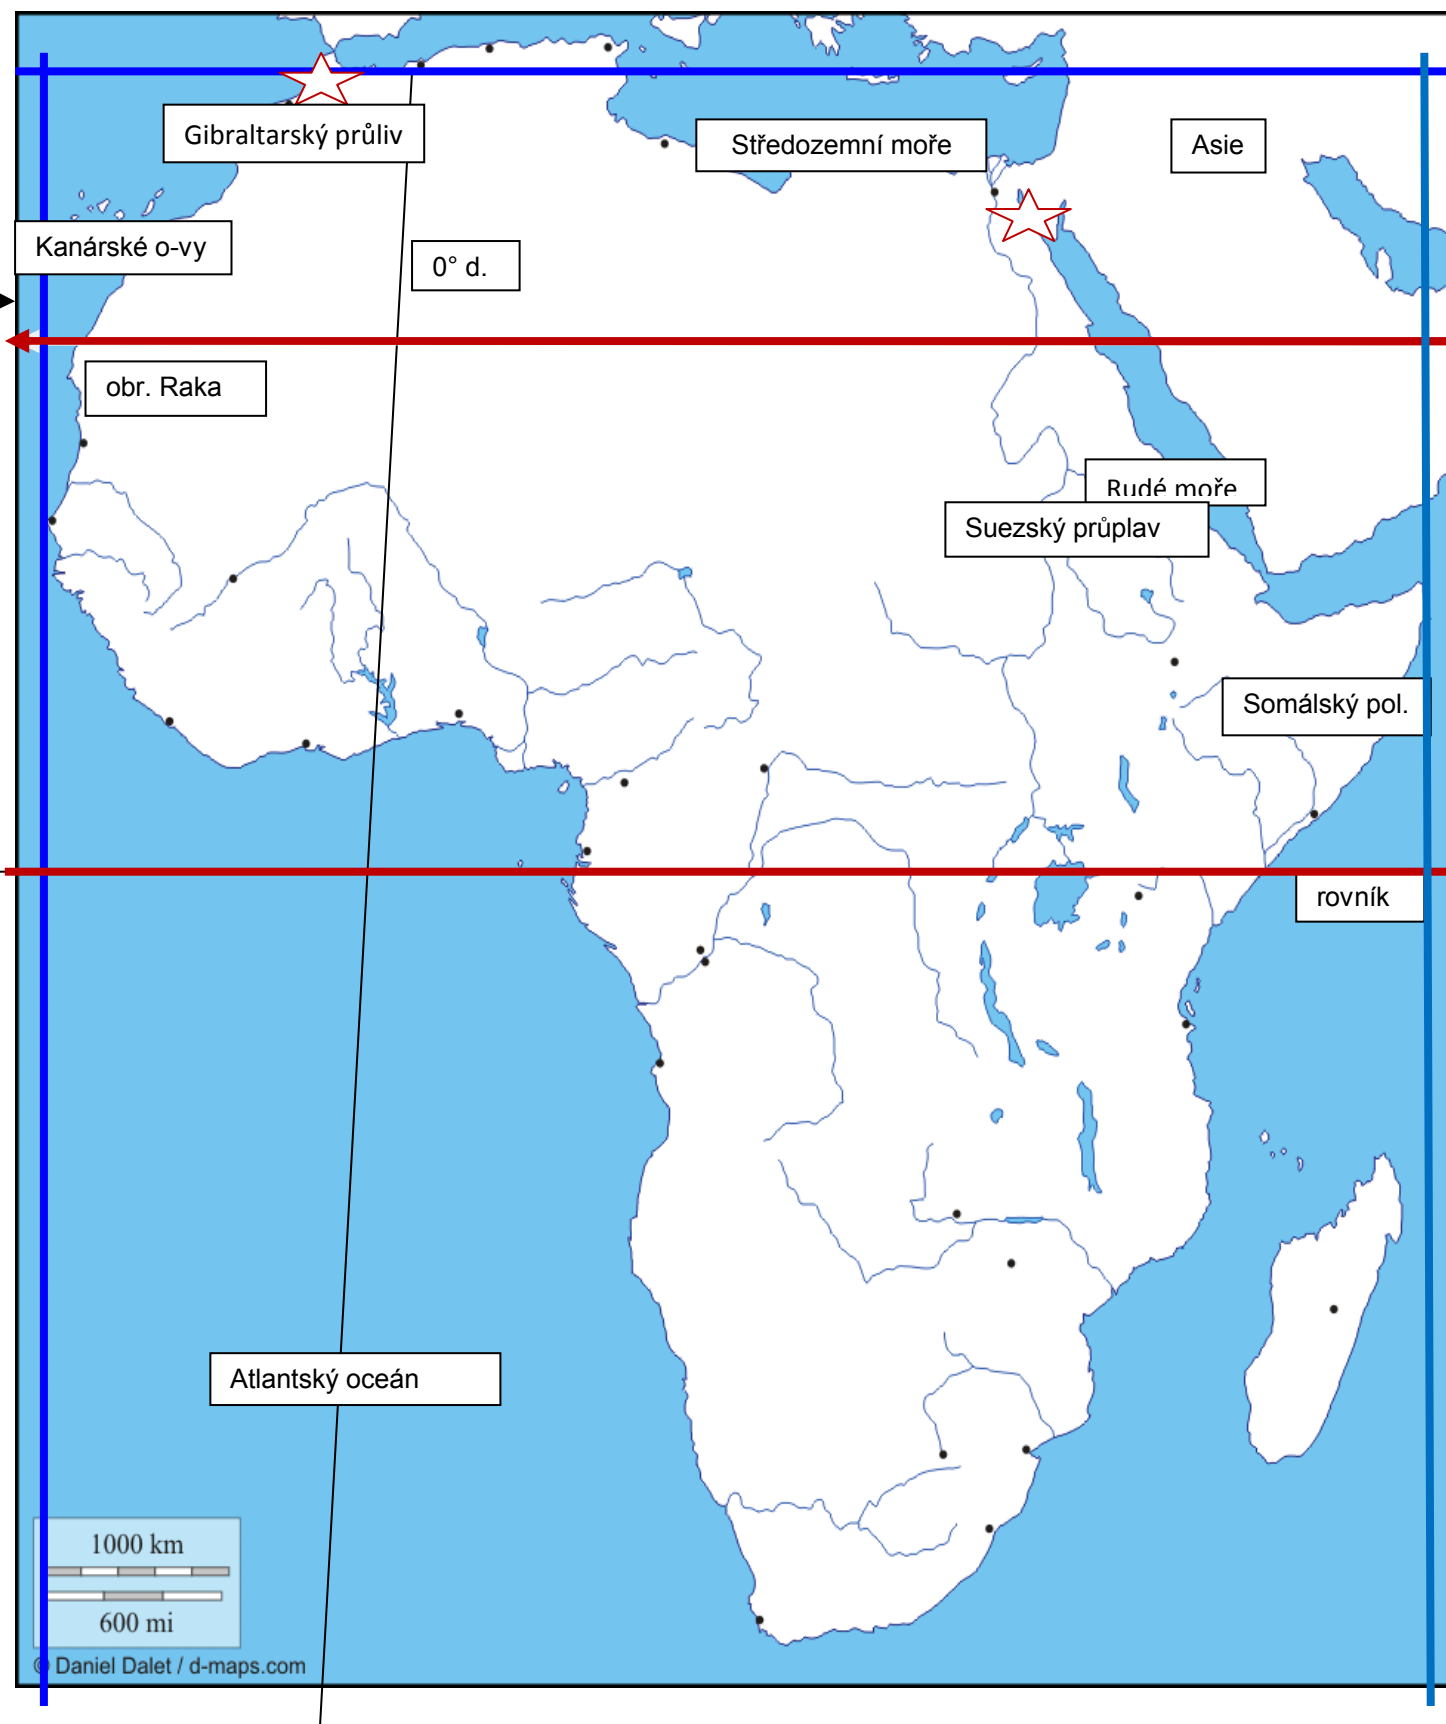 Gibraltarský průliv
Středozemní moře
Asie
Kanárské o-vy
0° d.
obr. Raka
Rudé moře
Suezský průplav
Somálský pol.
rovník
Atlantský oceán
1000 km
600 mi
© Daniel Dalet / d-maps.com